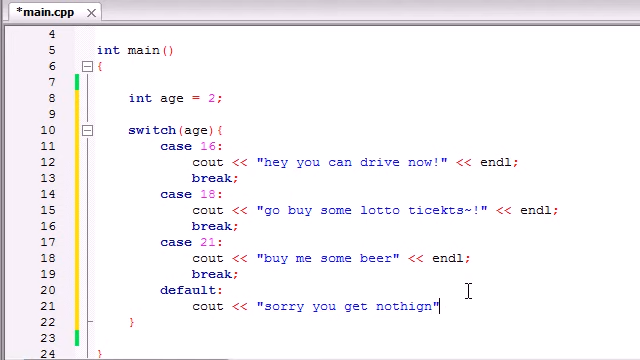 *main.cpp
4
5 int main()
6 {
7
8 int age = 2;
9
10 switch(age){
11 case 16:
12 cout << "hey you can drive now!" << endl;
13 break;
14 case 18:
15 cout << "go buy some lotto ticekts~!" << endl;
16 break;
17 case 21:
18 cout << "buy me some beer" << endl;
19 break;
20 default:
21 cout << "sorry you get nothign"
22 }
23
24 }